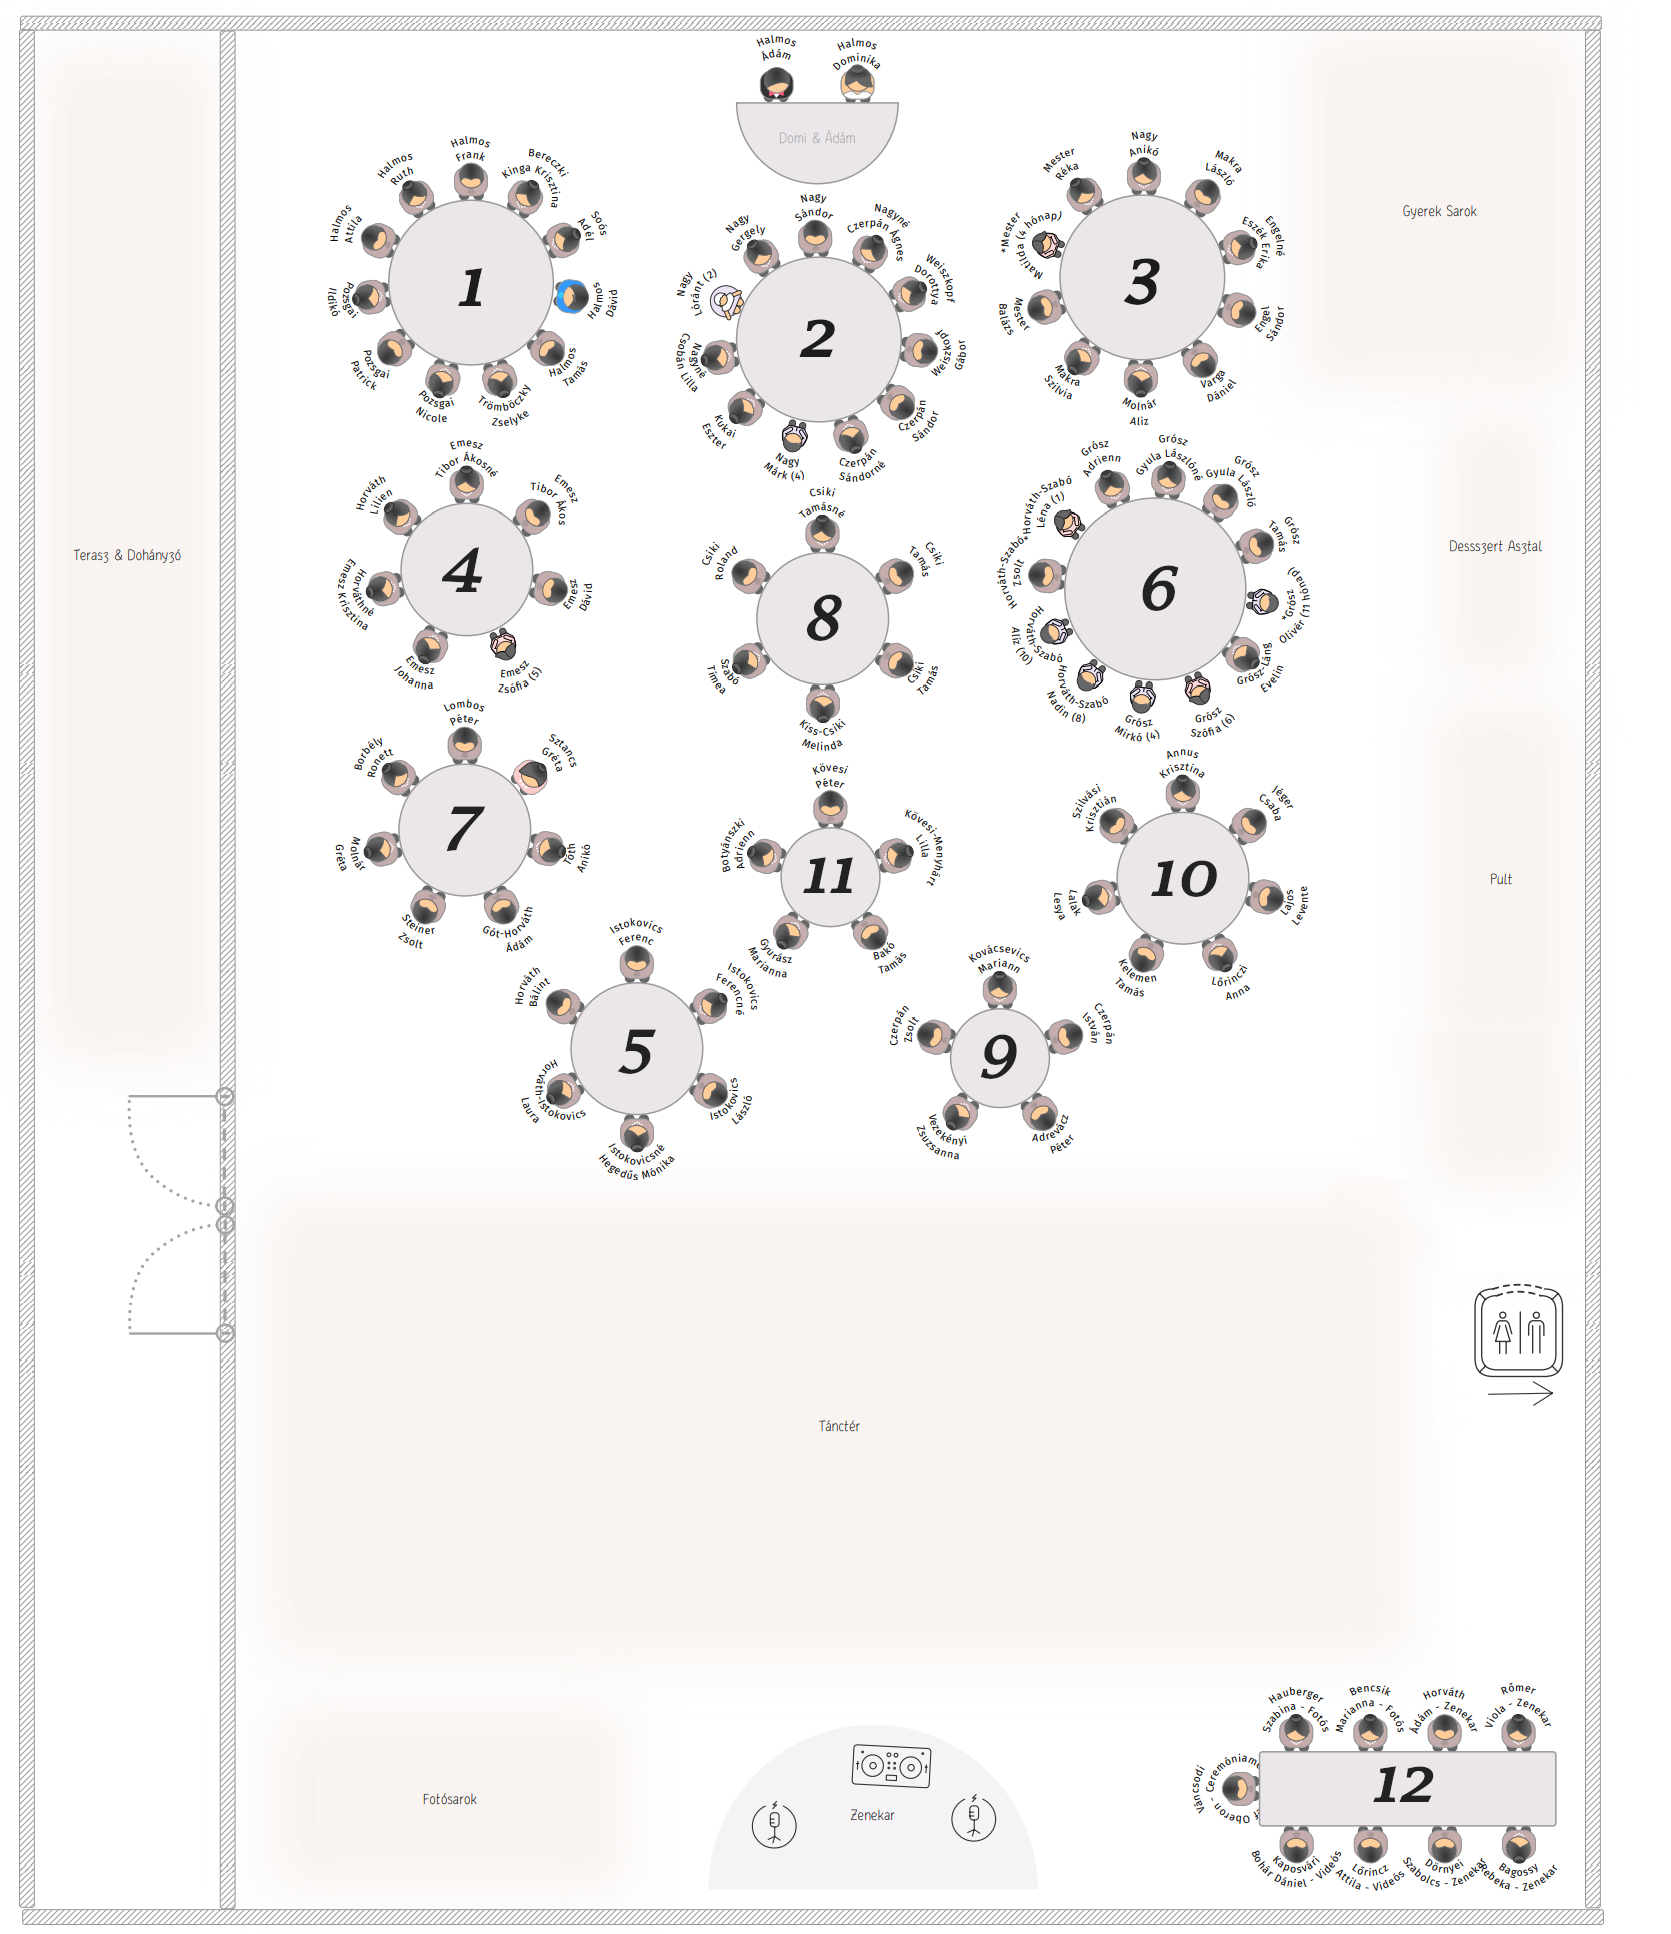 Halmos
Ádám
Halmos
Dominika
Domi & Ádám
Terasz & Dohányzó
Gyerek Sarok
Desszert Asztal
Pult
1
Halmos
Frank
Bereczki
Kinga Krisztina
Soós
Adél
Halmos
Dávid
Halmos
Tamás
Trömböczky
Zselyke
Pozsgai
Nicole
Pozsgai
Patrick
Pozsgai
Ildikó
Halmos
Attila
Halmos
Ruth
2
Nagy
Sándor
Nagyné
Czerpán Ágnes
Weiszkopf
Dorottya
Weiszkopf
Gábor
Czerpán
Sándor
Czerpán
Sándorné
Nagy
Márk (4)
Kukai
Eszter
Nagyné
Csobán Lilla
Nagy
Lóránt (2)
Nagy
Gergely
3
Nagy
Anikó
Makra
László
Engelné
Eszék Erika
Engel
Sándor
Varga
Dániel
Molnár
Aliz
Makra
Szilvia
Mester
Balázs
*Mester
Matilda (4 hónap)
Mester
Réka
4
Emesz
Tibor Ákosné
Emesz
Tibor Ákos
Emesz
Dávid
Emesz
Zsófia (5)
Emesz
Johanna
Horváthné
Emesz Krisztina
Horváth
Lilien
8
Csiki
Tamásné
Csiki
Tamás
Csiki
Tamás
Kiss-Csiki
Melinda
Szabó
Tímea
Csiki
Roland
6
Grósz
Gyula Lászlóné
Grósz
Gyula László
Grósz
Tamás
*Grósz
Olivér (11 hónap)
Grósz-Láng
Evelin
Grósz
Szófia (6)
Grósz
Mirkó (4)
Horváth-Szabó
Nadin (8)
Horváth-Szabó
Alíz (10)
Horváth-Szabó
Zsolt
*Horváth-Szabó
Léna (1)
Grósz
Adrienn
7
Lombos
Péter
Sztancs
Gréta
Tóth
Anikó
Gót-Horváth
Ádám
Steiner
Zsolt
Molnár
Gréta
Borbély
Ronett
11
Kövesi
Péter
Kövesi-Menyhárt
Lilla
Bakó
Tamás
Gyurász
Marianna
Botyánszki
Adrienn
10
Annus
Krisztina
Jéger
Csaba
Lajos
Levente
Lőrinczi
Anna
Kelemen
Tamás
Lalak
Lesya
Szilvási
Krisztián
5
Istokovics
Ferenc
Istokovics
Ferencné
Istokovics
László
Istokovicsné
Hegedűs Mónika
Horváth-Istokovics
Laura
Horváth
Bálint
9
Kovácsevics
Mariann
Czerpán
István
Adrevácz
Péter
Vezekényi
Zsuzsanna
Czerpán
Zsolt
Tánctér
Fotósarok
Zenekar
12
Hauberger
Szabina - Fotós
Bencsik
Marianna - Fotós
Horváth
Ádám - Zenekar
Römer
Viola - Zenekar
Váncsodi
Oberon - Ceremóniam
Kaposvári
Bohár Dániel - Videós
Lőrincz
Attila - Videós
Dörnyei
Szabolcs - Zenekar
Bagossy
Rebeka - Zenekar